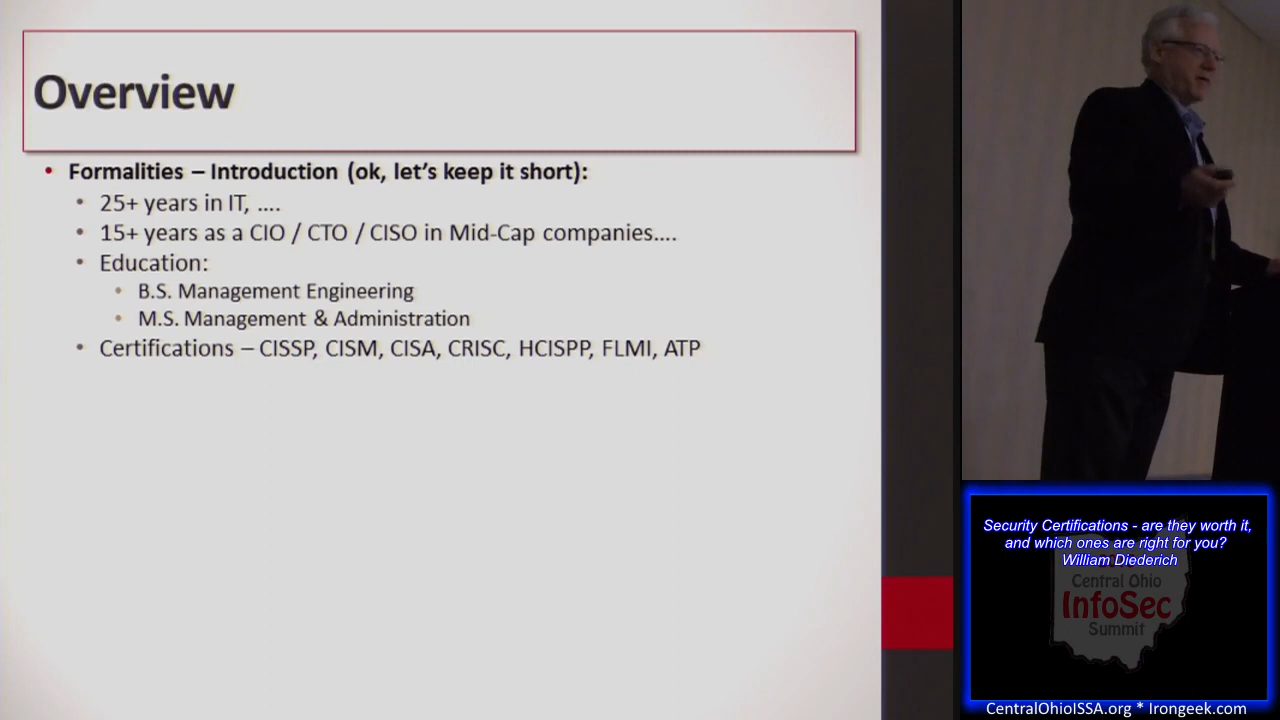 Overview
• Formalities – Introduction (ok, let's keep it short):
• 25+ years in IT, ....
• 15+ years as a CIO / CTO / CISO in Mid-Cap companies....
• Education:
• B.S. Management Engineering
• M.S. Management & Administration
• Certifications – CISSP, CISM, CISA, CRISC, HCISPP, FLMI, ATP
Security Certifications - are they worth it,
and which ones are right for you?
William Diederich
Central Ohio
InfoSec
Summit
CentralOhioISSA.org * Irongeek.com